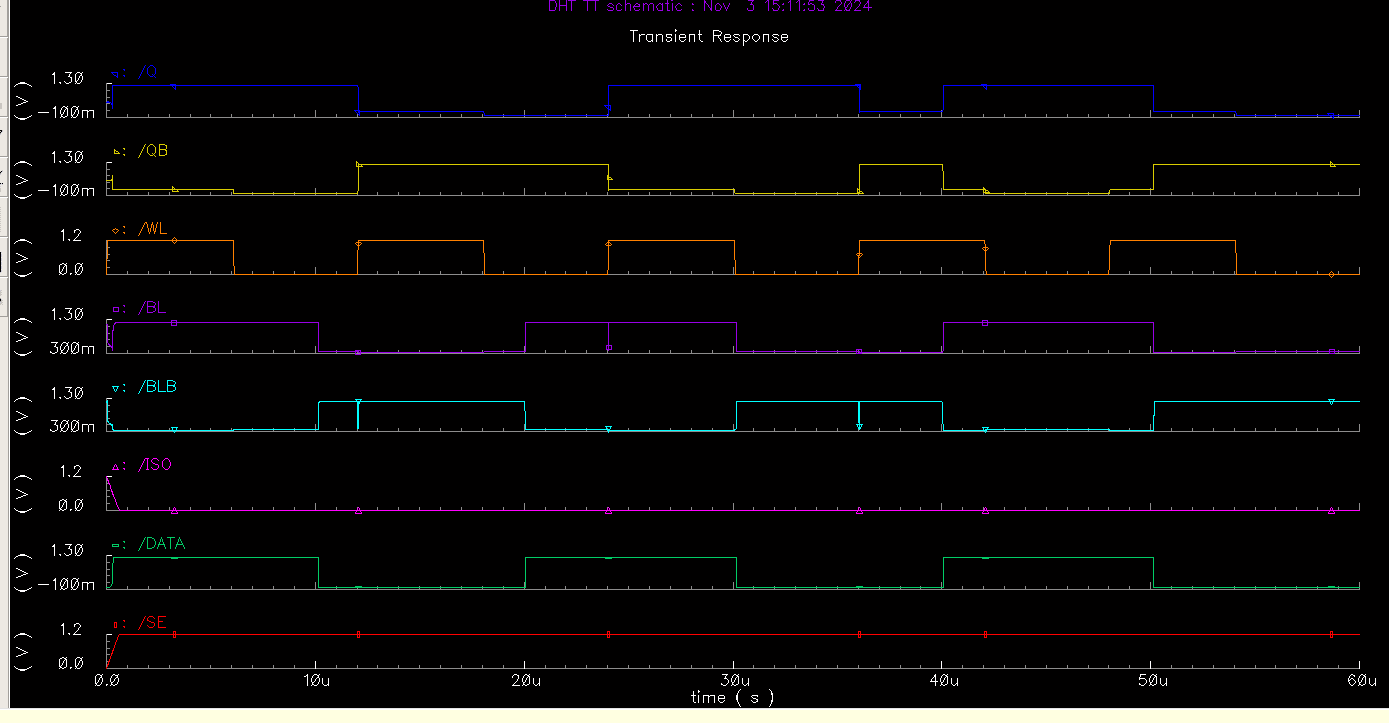 DHT TT schematic : Nov  3 15:11:53 2024
Transient Response
: /Q
1.30
(V)
-100m
: /QB
1.30
(V)
-100m
: /WL
1.2
(V)
0.0
: /BL
1.30
(V)
300m
: /BLB
1.30
(V)
300m
: /ISO
1.2
(V)
0.0
: /DATA
1.30
(V)
-100m
: /SE
1.2
(V)
0.0
0.0 10u 20u 30u 40u 50u 60u
time ( s )